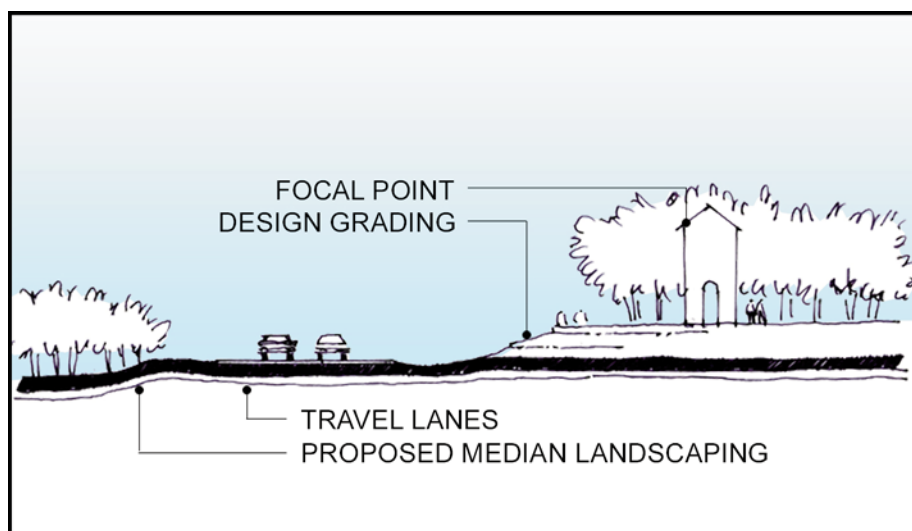 FOCAL POINT
DESIGN GRADING
TRAVEL LANES
PROPOSED MEDIAN LANDSCAPING